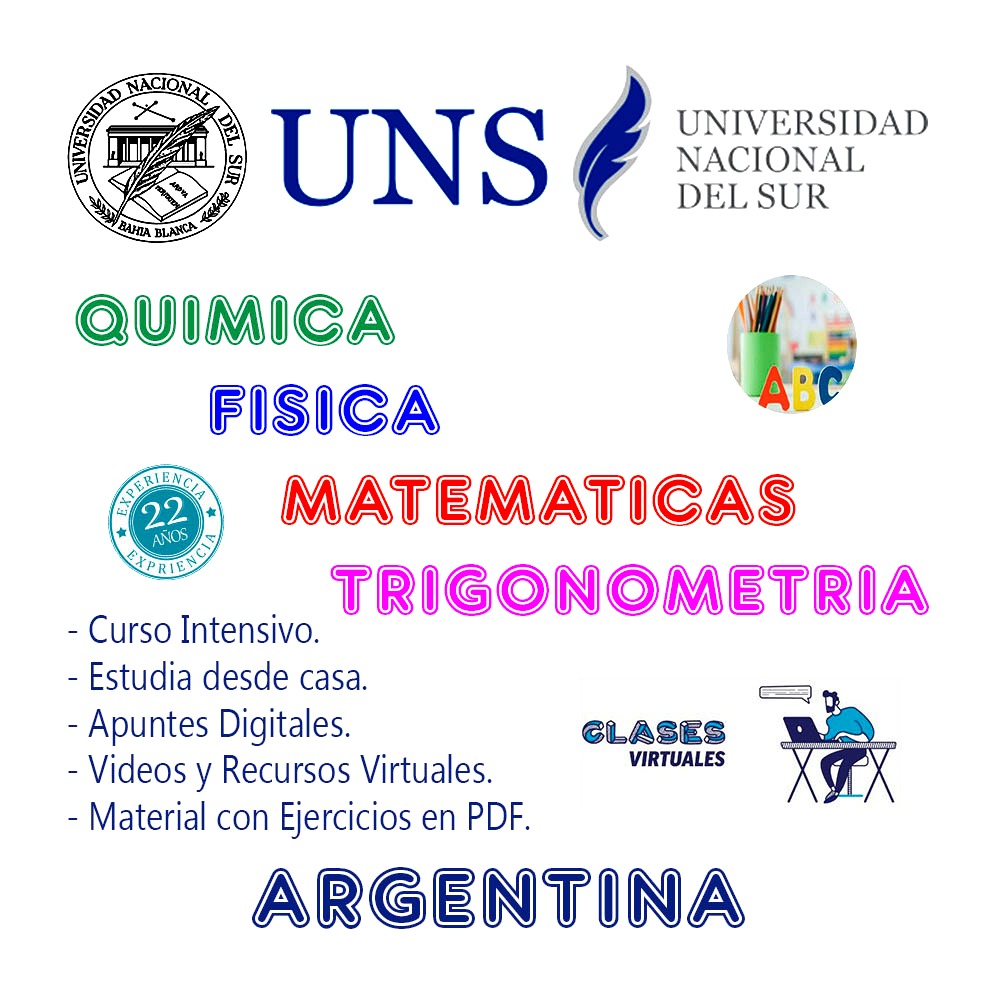 UNIVERSIDAD NACIONAL DEL SUR
BAHIA BLANCA
UNS
UNIVERSIDAD
NACIONAL
DEL SUR
QUIMICA
ABC
FISICA
EXPERIENCIA
22
AÑOS
EXPRIENCIA
MATEMATICAS
TRIGONOMETRIA
- Curso Intensivo.
- Estudia desde casa.
- Apuntes Digitales.
- Videos y Recursos Virtuales.
- Material con Ejercicios en PDF.
CLASES
VIRTUALES
ARGENTINA